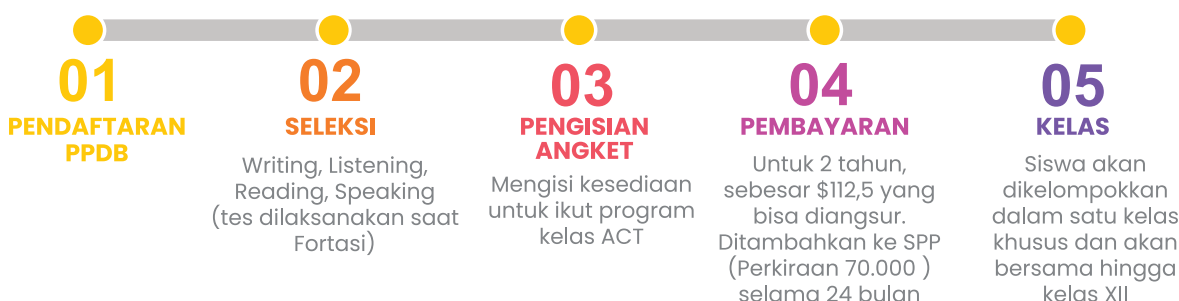 01
PENDAFTARAN
PPDB
02
SELEKSI
Writing, Listening,
Reading, Speaking
(tes dilaksanakan saat
Fortasi)
03
PENGISIAN
ANGKET
Mengisi kesediaan
untuk ikut program
kelas ACT
04
PEMBAYARAN
Untuk 2 tahun,
sebesar $112,5 yang
bisa diangsur.
Ditambahkan ke SPP
(Perkiraan 70.000 )
selama 24 bulan
05
KELAS
Siswa akan
dikelompokkan
dalam satu kelas
khusus dan akan
bersama hingga
kelas XII